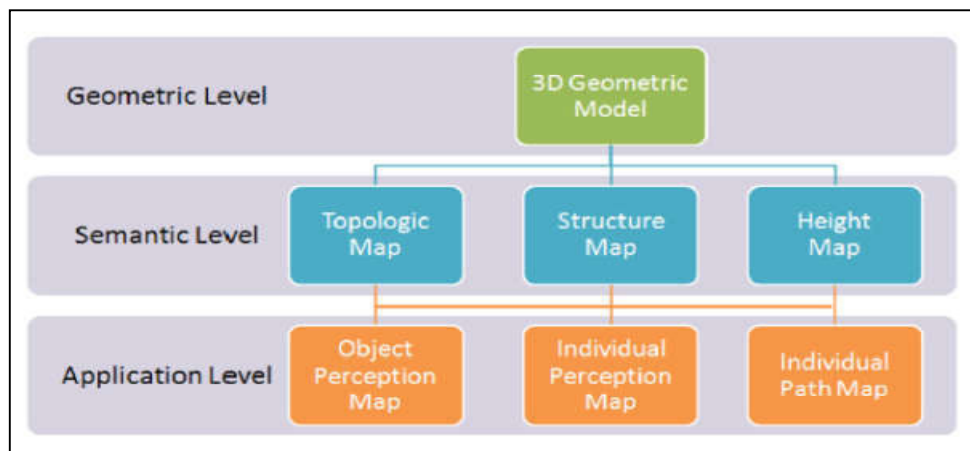 Geometric Level
3D Geometric
Model
Semantic Level
Topologic
Map
Structure
Map
Height
Map
Application Level
Object
Perception
Map
Individual
Perception
Map
Individual
Path Map